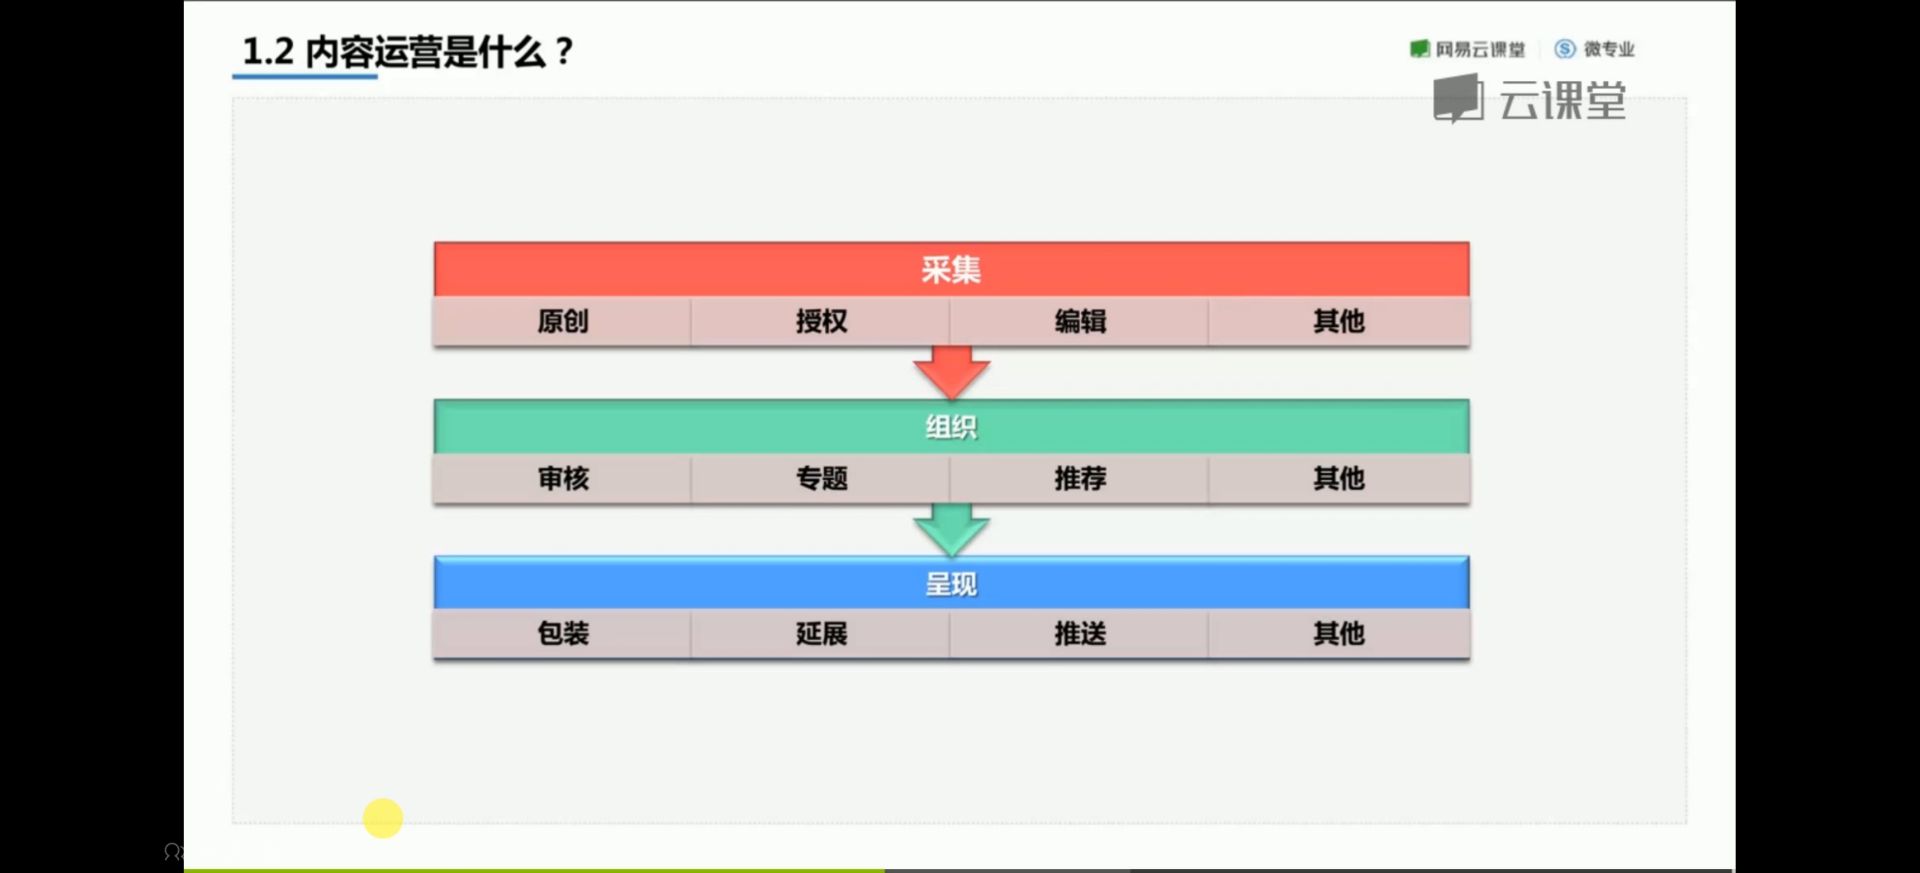 1.2 内容运营是什么？
网易云课堂 微专业
云课堂
采集
原创 授权 编辑 其他
组织
审核 专题 推荐 其他
呈现
包装 延展 推送 其他